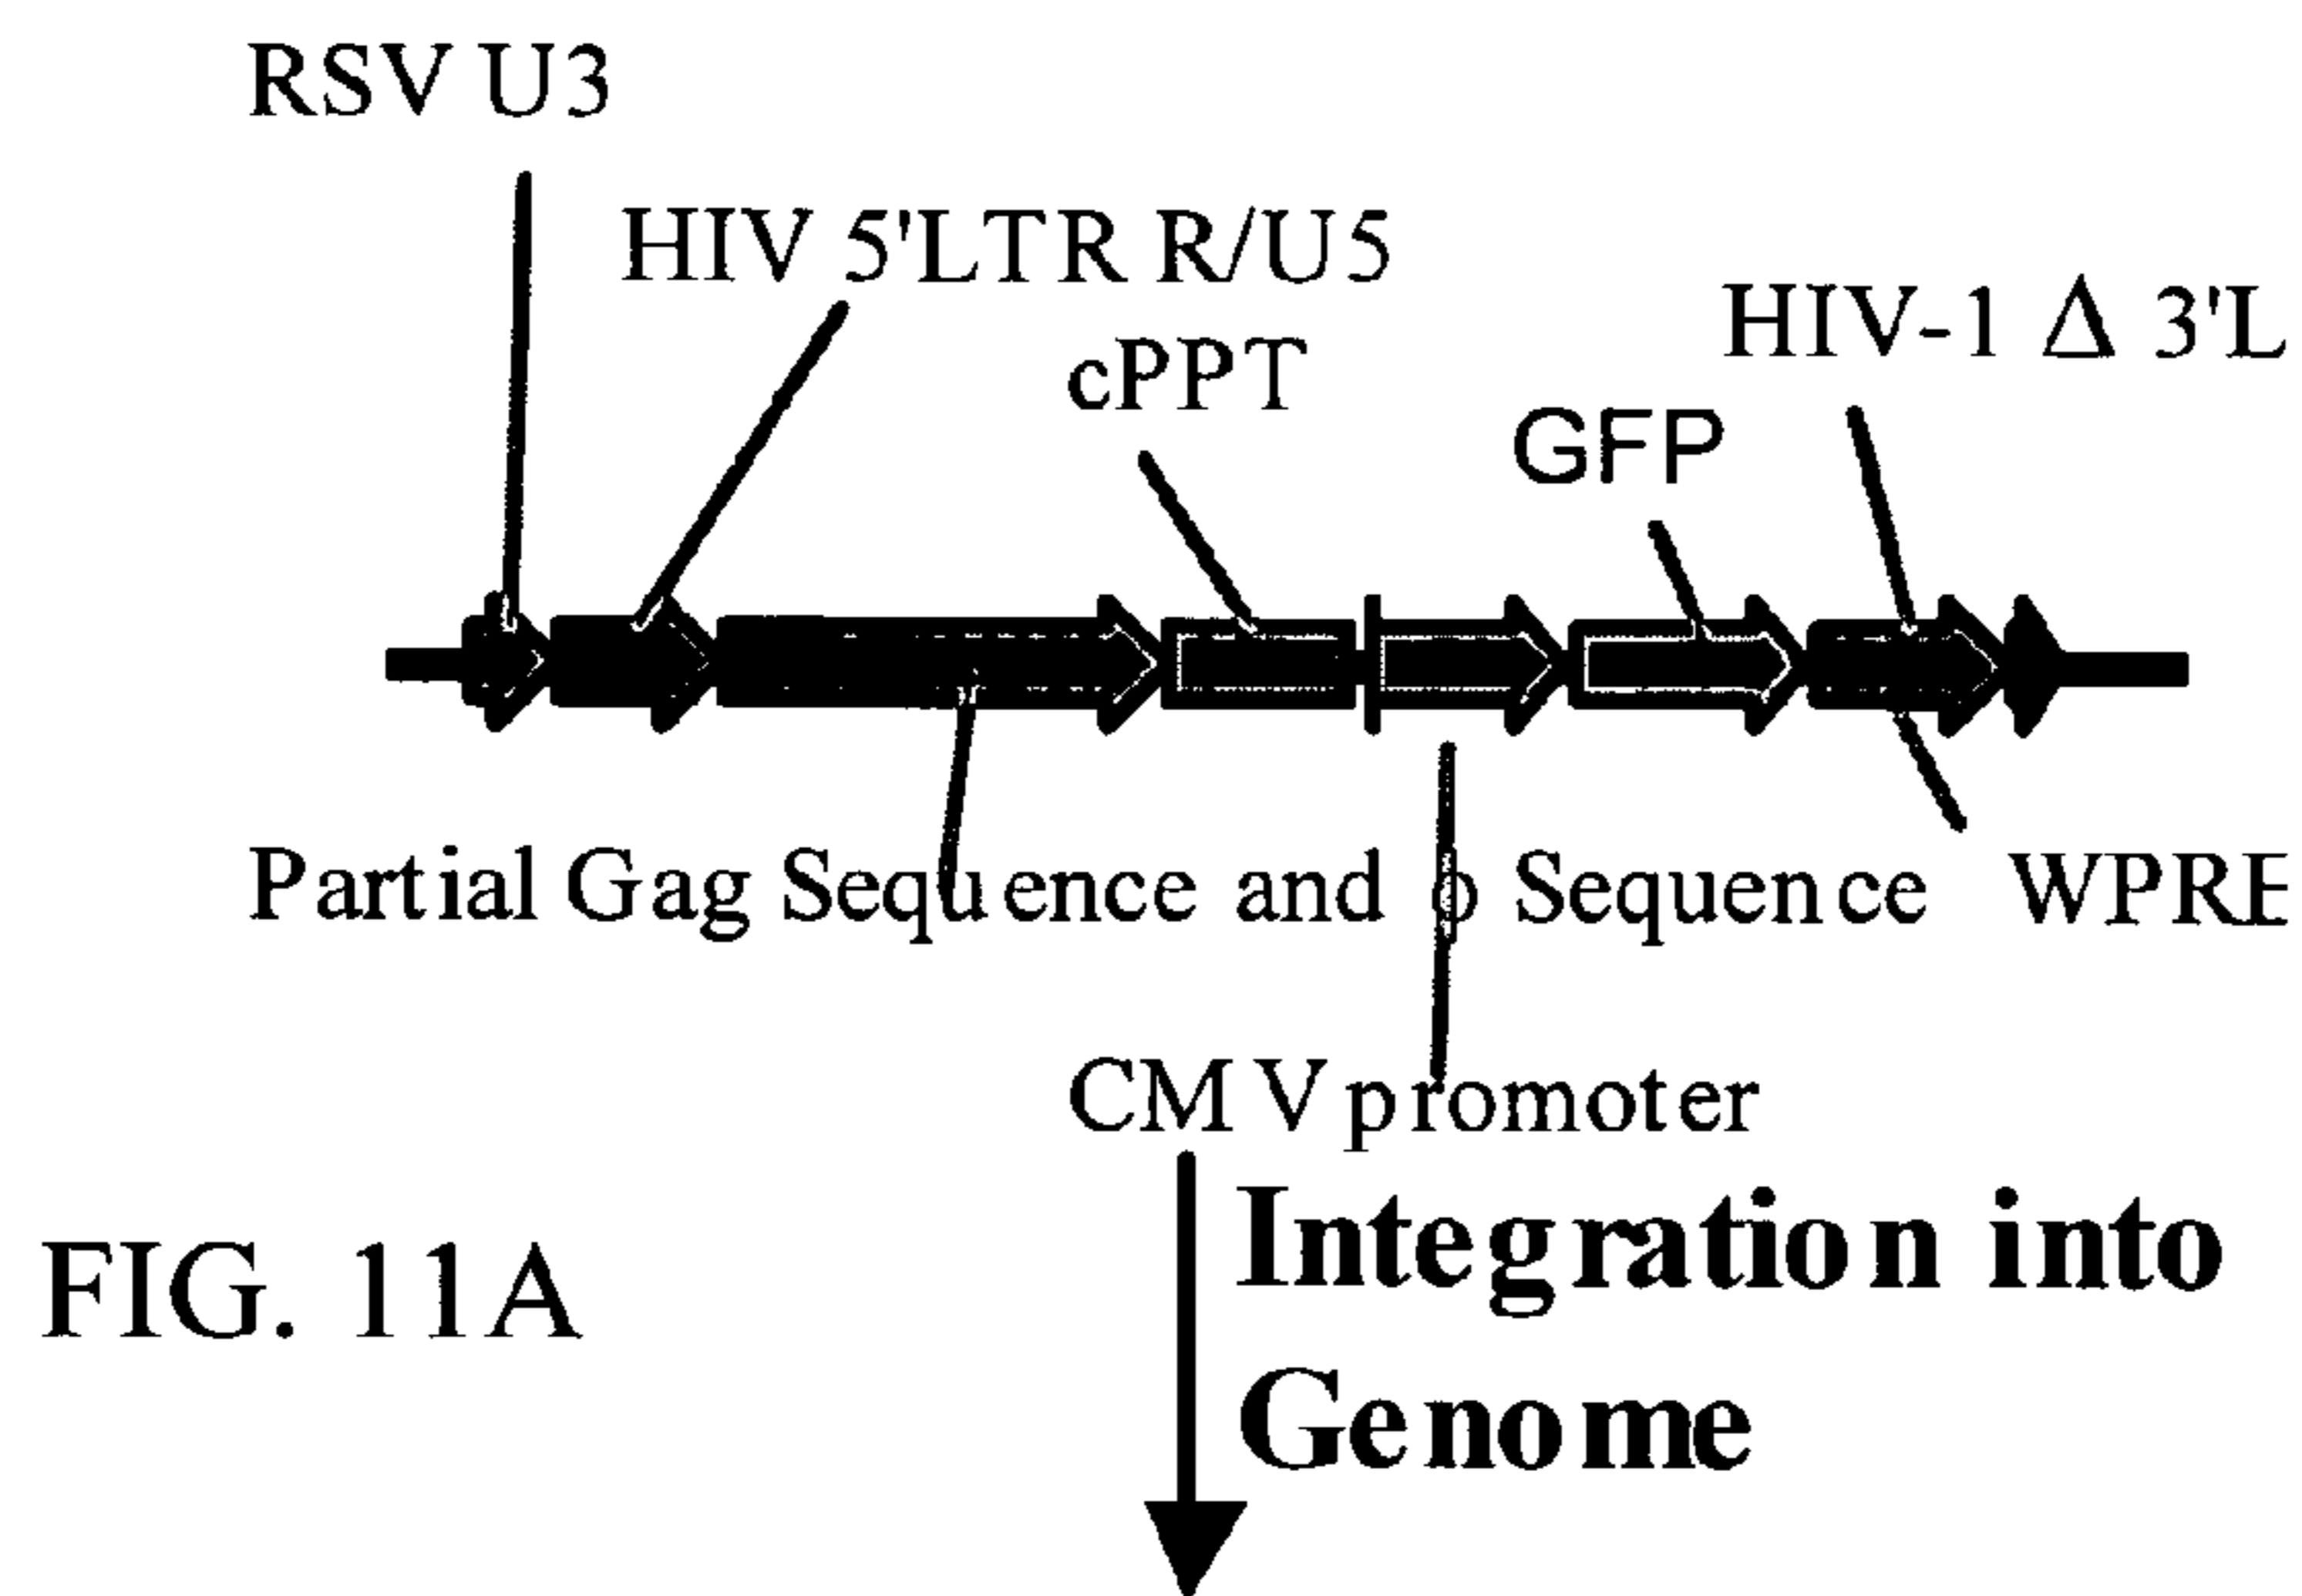 RSV U3
HIV 5'LTR R/U5
HIV-1 Δ 3'L
cPPT
GFP
Partial Gag Sequence and φ Sequence WPRE
CMV promoter
Integration into
Genome
FIG. 11A